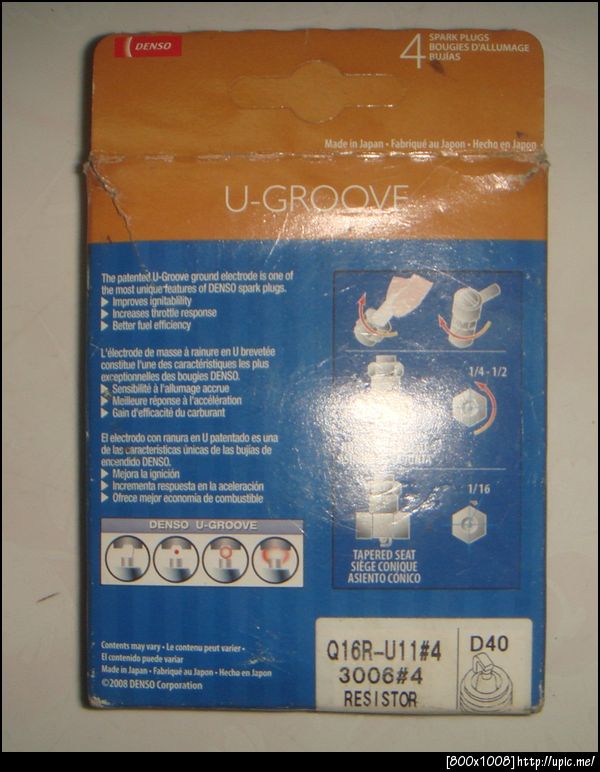 DENSO
4 SPARK PLUGS
BOUGIES D'ALLUMAGE
BUJÍAS
Made in Japan • Fabriqué au Japon • Hecho en Japon
U-GROOVE
The patented U-Groove ground electrode is one of
the most unique features of DENSO spark plugs.
▶ Improves ignitablility
▶ Increases throttle response
▶ Better fuel efficiency
L'électrode de masse à rainure en U brevetée
constitue l'une des caractéristiques les plus
exceptionnelles des bougies DENSO.
▶ Sensibilité à l'allumage accrue
▶ Meilleure réponse à l'accélération
▶ Gain d'efficacité du carburant
El electrodo con ranura en U patentado es una
de las características únicas de las bujías de
encendido DENSO.
▶ Mejora la ignición
▶ Incrementa respuesta en la aceleración
▶ Ofrece mejor economía de combustible
DENSO U-GROOVE
1/4 - 1/2
1/16
TAPERED SEAT
SIÈGE CONIQUE
ASIENTO CÓNICO
Contents may vary • Le contenu peut varier •
El contenido puede variar
Made in Japan • Fabriqué au Japon • Hecho en Japon
©2008 DENSO Corporation
Q16R-U11#4
3006#4
RESISTOR
D40
[800x1008]http://upic.me/